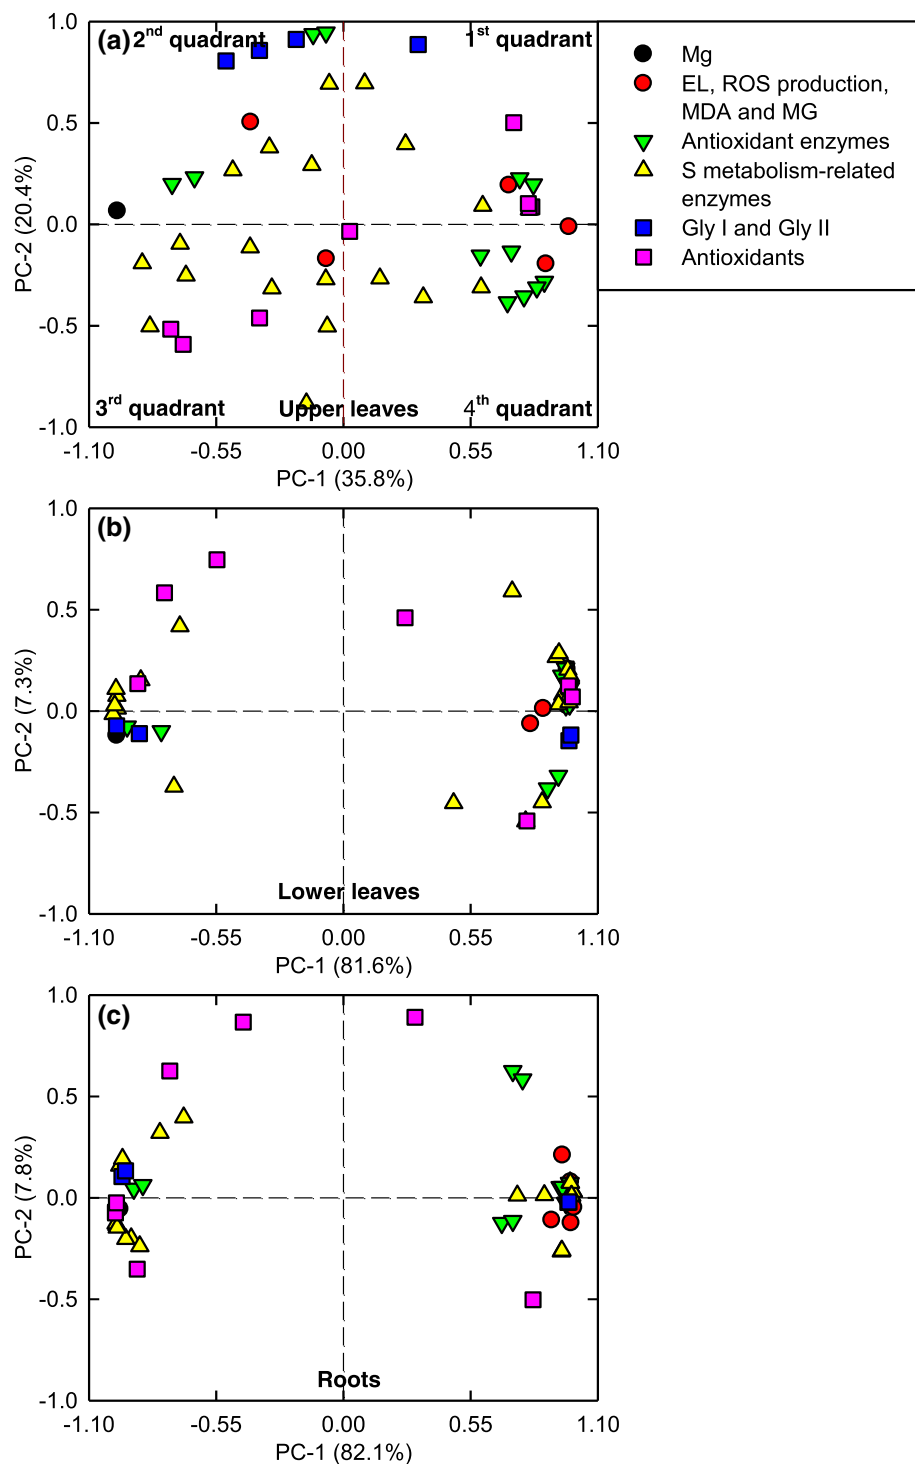 (a) 2nd quadrant 1st quadrant
Mg
EL, ROS production,
MDA and MG
Antioxidant enzymes
S metabolism-related
enzymes
Gly I and Gly II
Antioxidants
1.0
0.5
0.0
-0.5
-1.0
PC-2 (20.4%)
3rd quadrant Upper leaves 4th quadrant
-1.10 -0.55 0.00 0.55 1.10
PC-1 (35.8%)
(b)
1.0
0.5
0.0
-0.5
-1.0
PC-2 (7.3%)
Lower leaves
-1.10 -0.55 0.00 0.55 1.10
PC-1 (81.6%)
(c)
1.0
0.5
0.0
-0.5
-1.0
PC-2 (7.8%)
Roots
-1.10 -0.55 0.00 0.55 1.10
PC-1 (82.1%)